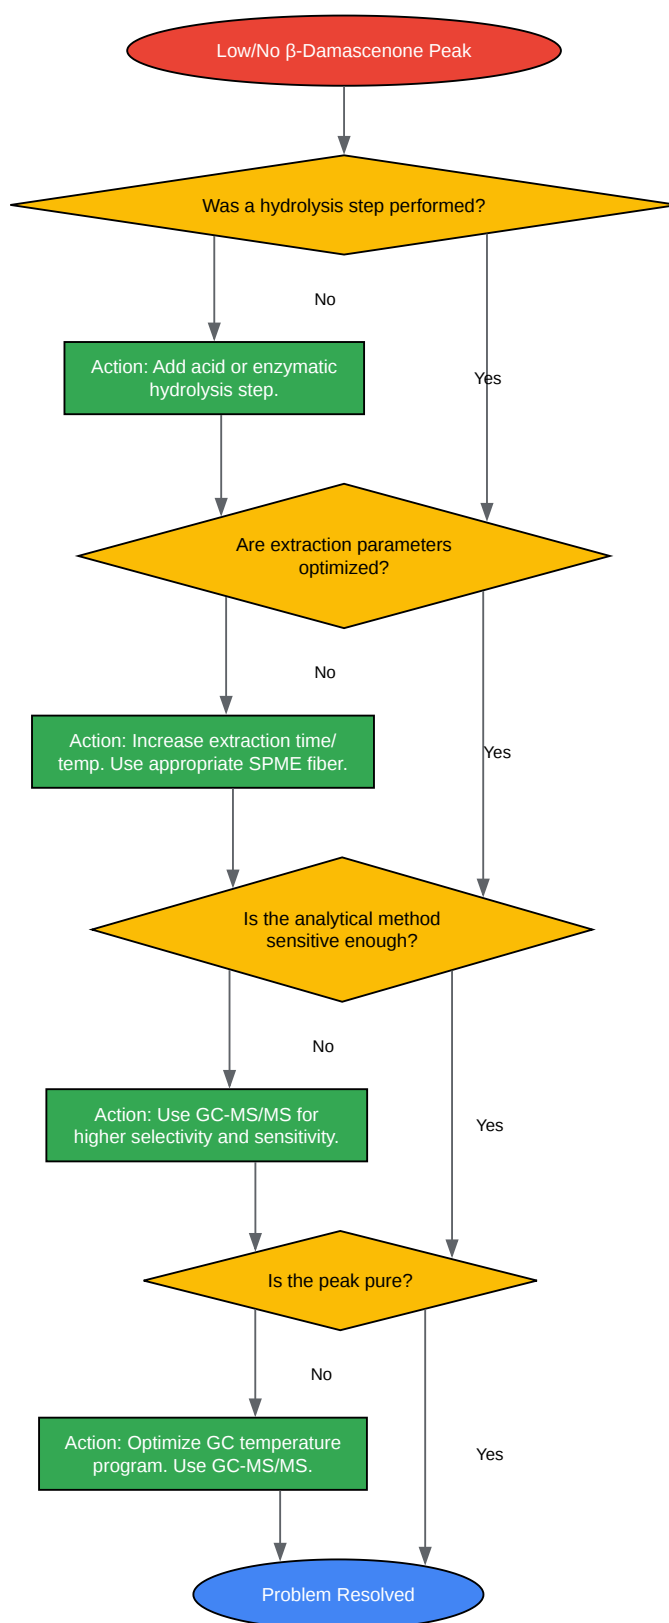 Low/No β-Damascenone Peak
Was a hydrolysis step performed?
No
Action: Add acid or enzymatic
hydrolysis step.
Yes
Are extraction parameters
optimized?
No
Action: Increase extraction time/
temp. Use appropriate SPME fiber.
Yes
Is the analytical method
sensitive enough?
No
Action: Use GC-MS/MS for
higher selectivity and sensitivity.
Yes
Is the peak pure?
No
Action: Optimize GC temperature
program. Use GC-MS/MS.
Yes
Problem Resolved